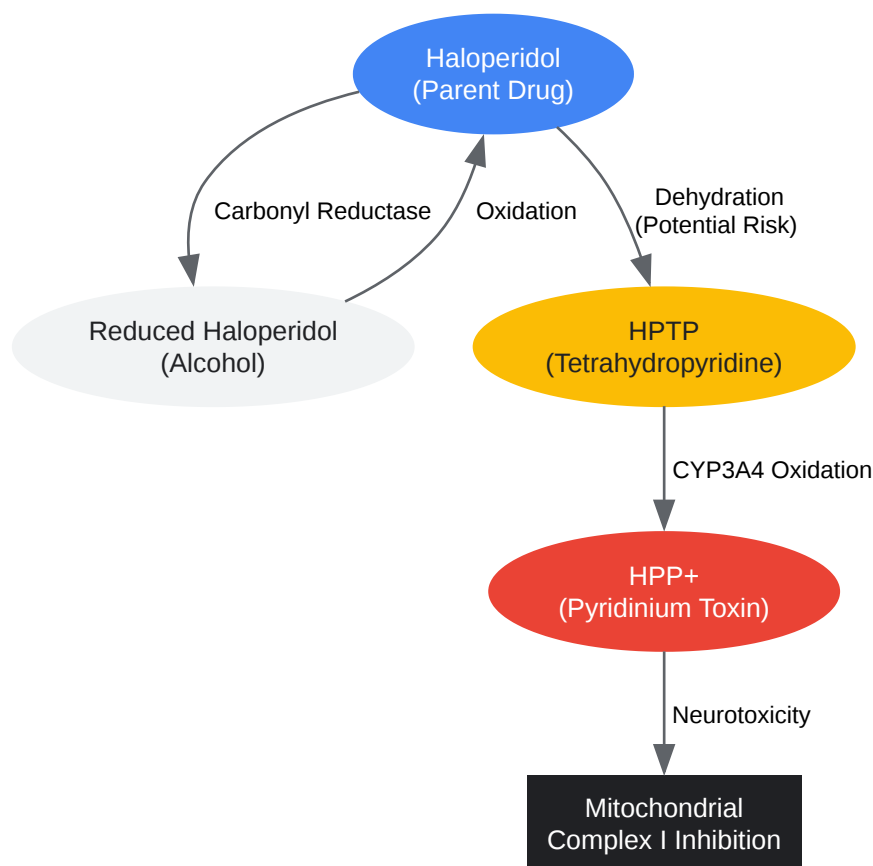 Haloperidol
(Parent Drug)
Carbonyl Reductase
Oxidation
Dehydration
(Potential Risk)
Reduced Haloperidol
(Alcohol)
HPTP
(Tetrahydropyridine)
CYP3A4 Oxidation
HPP+
(Pyridinium Toxin)
Neurotoxicity
Mitochondrial
Complex I Inhibition